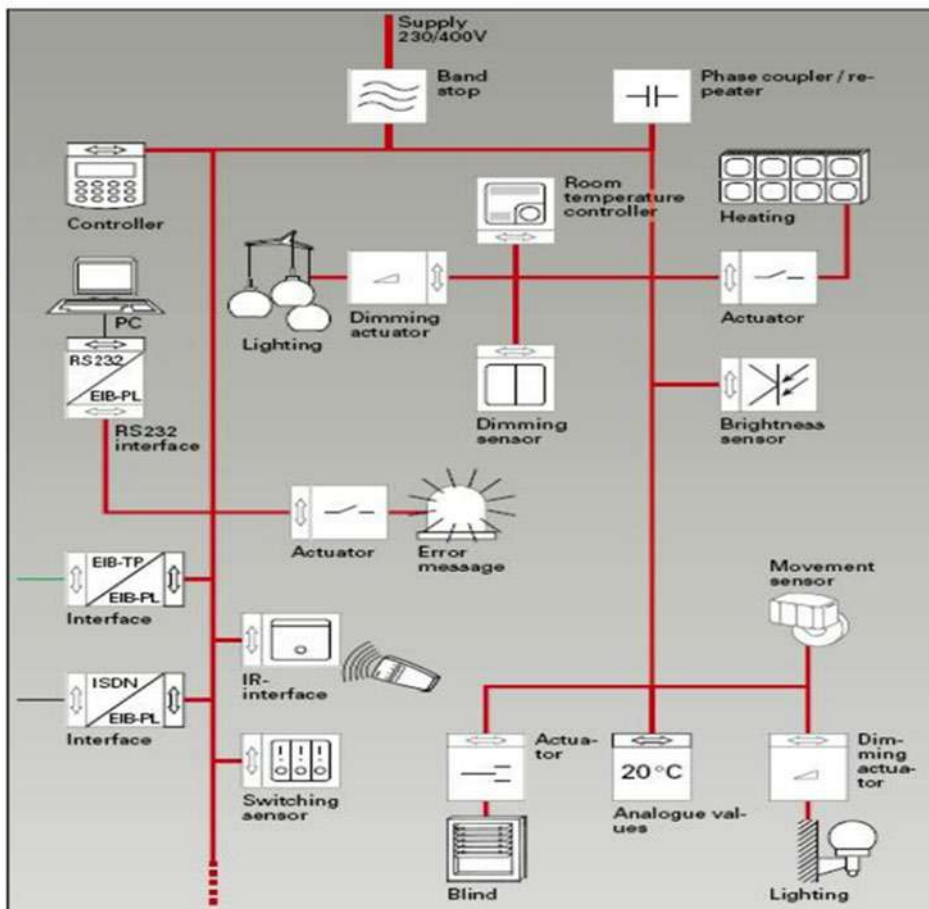 Supply
230/400V
Band
stop
Phase coupler / re-
peater
Controller
Room
temperature
controller
Heating
PC
Lighting
Dimming
actuator
Actuator
RS232
EIB-PL
RS232
interface
Dimming
sensor
Brightness
sensor
Actuator
Error
message
EIB-TP
EIB-PL
Interface
Movement
sensor
IR-
interface
ISDN
EIB-PL
Interface
Switching
sensor
Actua-
tor
20°C
Analogue val-
ues
Dim-
ming
actua-
tor
Blind
Lighting